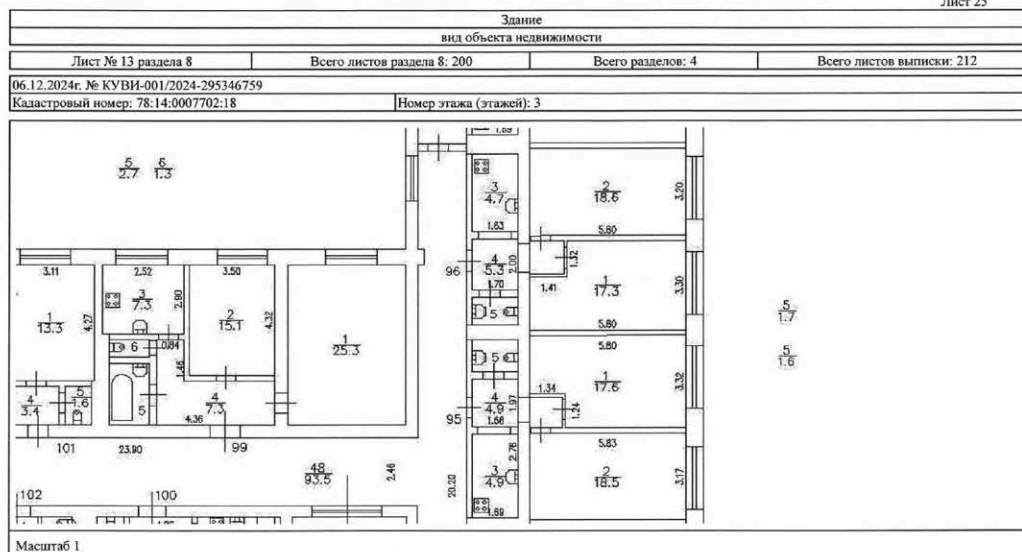 Лист 25
Здание
вид объекта недвижимости
Лист № 13 раздела 8 Всего листов раздела 8: 200 Всего разделов: 4 Всего листов выписки: 212
06.12.2024г. № КУВИ-001/2024-295346759
Кадастровый номер: 78:14:0007702:18 Номер этажа (этажей): 3
1.59
5 6 3 2
2.7 1.3 4.7 18.6 3.20
1.63 5.80
3.11 2.52 3.50 96 4 1.32
5.3 2.00
3 2.90 1.70 1.41 1 3.30
7.3 17.3
1 4.27 2 4.32 5 5
13.3 15.1 1.7
6 0.84 1 5.80
25.3 5.80
1.46 5 5
1.6
4 5 5 4 1.34 1 3.32
3.4 1.6 7.3 95 4 1.97 17.6
4.36 4.9 1.24
1.66
101 23.90 99 5.83
2.76
48 2.46 3 2 3.17
93.5 20.20 4.9 18.5
102 100 1.69
Масштаб 1